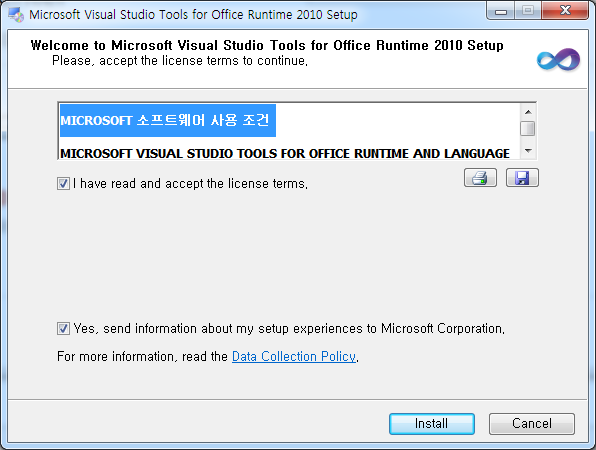 Microsoft Visual Studio Tools for Office Runtime 2010 Setup
Welcome to Microsoft Visual Studio Tools for Office Runtime 2010 Setup
Please, accept the license terms to continue.
MICROSOFT 소프트웨어 사용 조건
MICROSOFT VISUAL STUDIO TOOLS FOR OFFICE RUNTIME AND LANGUAGE
I have read and accept the license terms.
Yes, send information about my setup experiences to Microsoft Corporation.
For more information, read the Data Collection Policy.
Install
Cancel